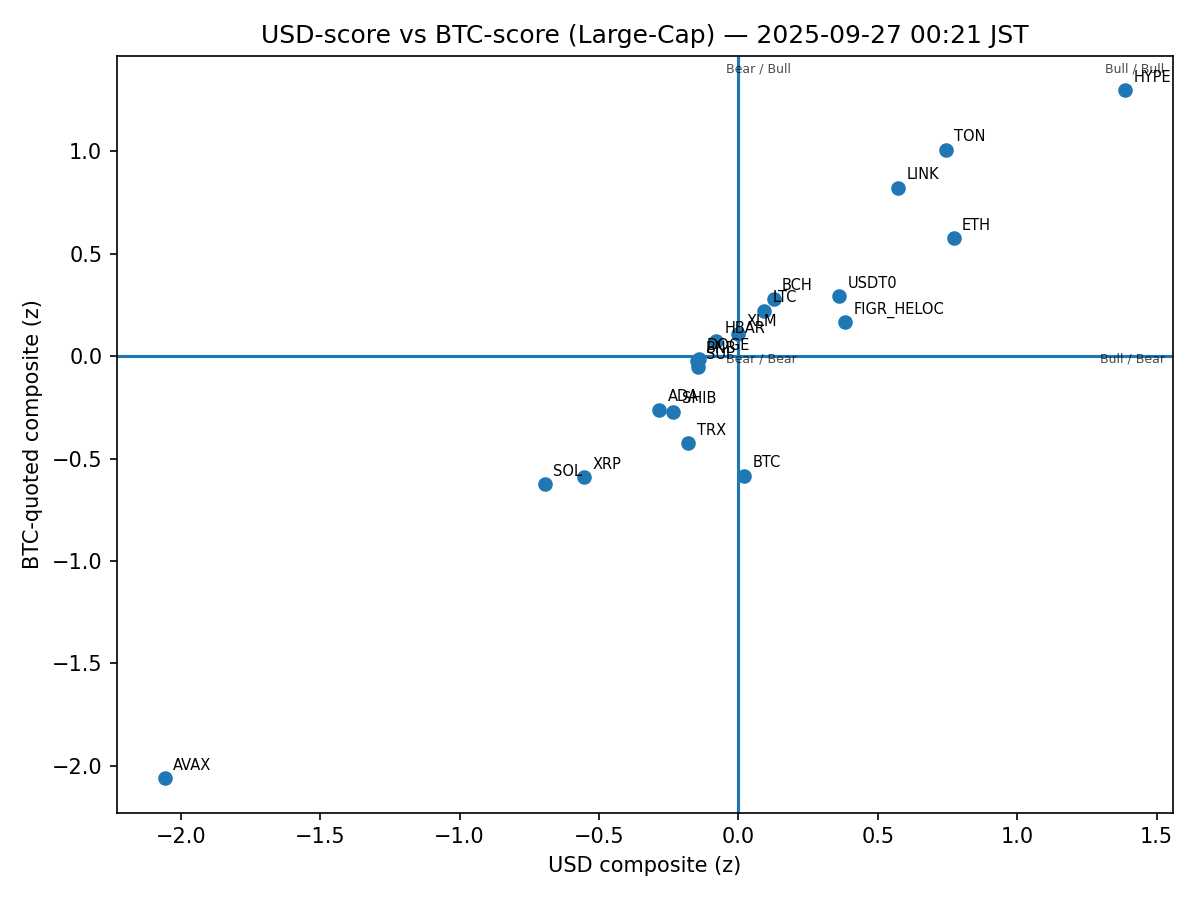 USD-score vs BTC-score (Large-Cap) — 2025-09-27 00:21 JST
Bear / Bull
Bull / Bull
HYPE
TON
LINK
ETH
BCH
USDT0
LTC
FIGR_HELOC
XLM
HBAR
DOGE
BNB
SUI
Bear / Bear
Bull / Bear
ADA
SHIB
TRX
BTC
XRP
SOL
AVAX
1.0
0.5
0.0
−0.5
−1.0
−1.5
−2.0
BTC-quoted composite (z)
−2.0
−1.5
−1.0
−0.5
0.0
0.5
1.0
1.5
USD composite (z)